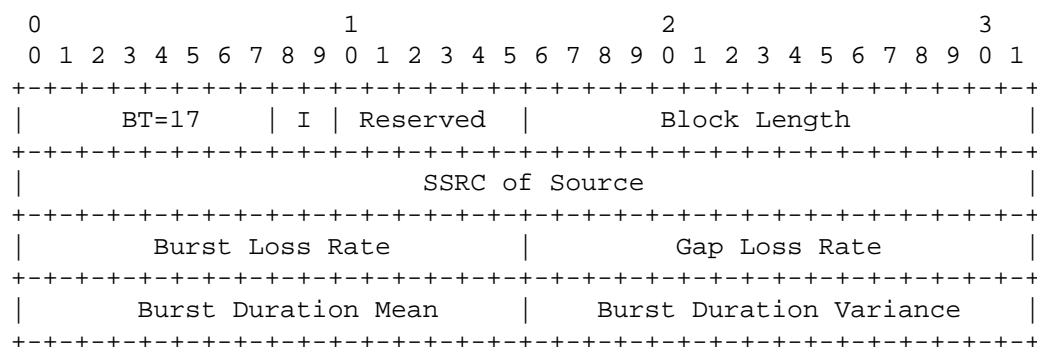 0                   1                   2                   3
 0 1 2 3 4 5 6 7 8 9 0 1 2 3 4 5 6 7 8 9 0 1 2 3 4 5 6 7 8 9 0 1
+-+-+-+-+-+-+-+-+-+-+-+-+-+-+-+-+-+-+-+-+-+-+-+-+-+-+-+-+-+-+-+-+
|     BT=17     | I | Reserved  |        Block Length           |
+-+-+-+-+-+-+-+-+-+-+-+-+-+-+-+-+-+-+-+-+-+-+-+-+-+-+-+-+-+-+-+-+
|                         SSRC of Source                        |
+-+-+-+-+-+-+-+-+-+-+-+-+-+-+-+-+-+-+-+-+-+-+-+-+-+-+-+-+-+-+-+-+
|        Burst Loss Rate        |         Gap Loss Rate         |
+-+-+-+-+-+-+-+-+-+-+-+-+-+-+-+-+-+-+-+-+-+-+-+-+-+-+-+-+-+-+-+-+
|       Burst Duration Mean     |    Burst Duration Variance    |
+-+-+-+-+-+-+-+-+-+-+-+-+-+-+-+-+-+-+-+-+-+-+-+-+-+-+-+-+-+-+-+-+